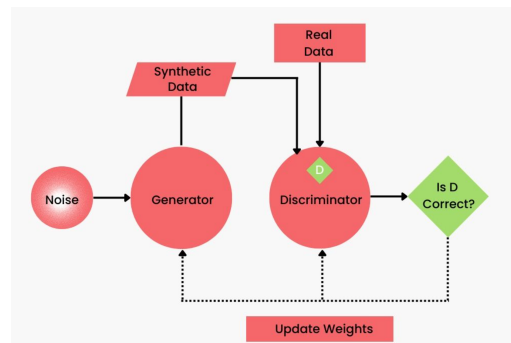 Real
Data
Synthetic
Data
D
Noise
Generator
Discriminator
Is D
Correct?
Update Weights